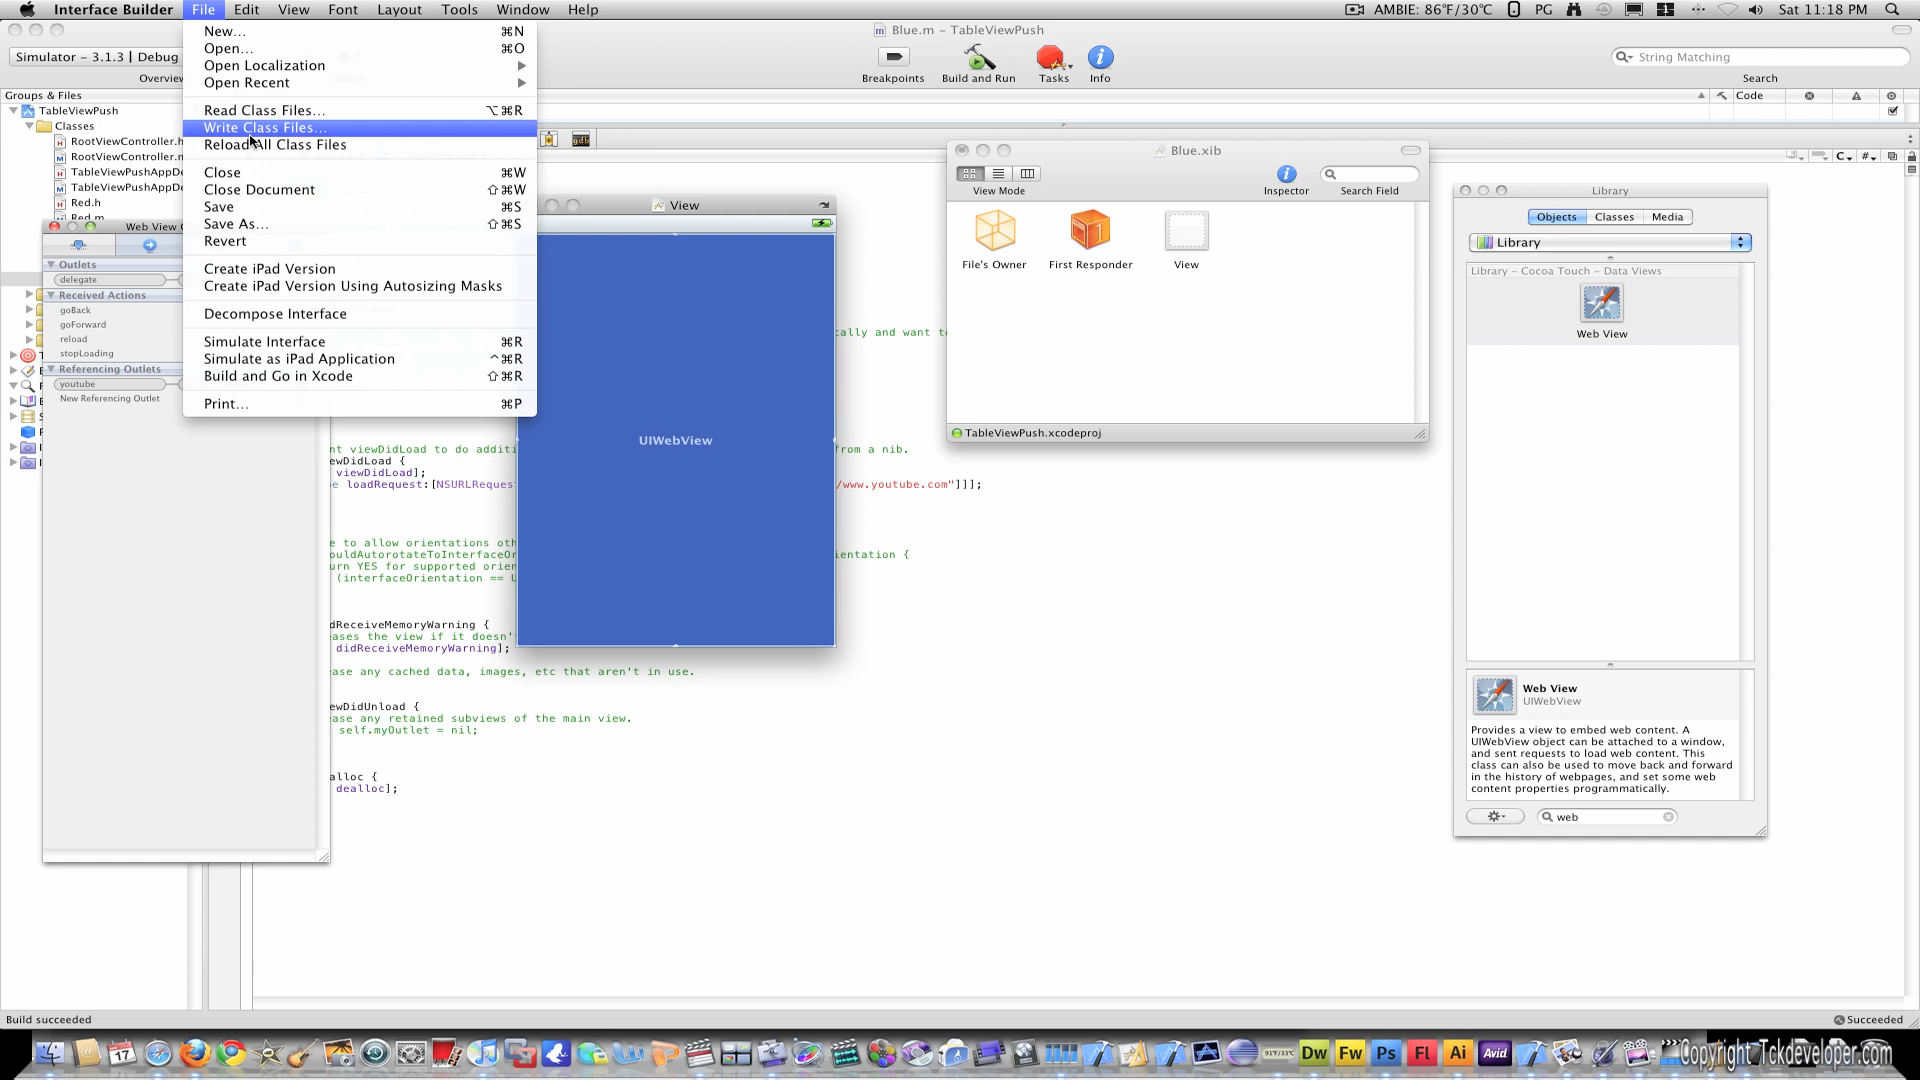 Interface Builder File Edit View Font Layout Tools Window Help AMBIE: 86°F/30°C PG Sat 11:18 PM
Blue.m – TableViewPush
Simulator – 3.1.3 | Debug
Breakpoints Build and Run Tasks Info
String Matching
Overview
Search
Groups & Files
Code
TableViewPush
Classes
RootViewController.h
RootViewController.m
TableViewPushAppDe
TableViewPushAppDe
Red.h
Red.m
New... ⌘N
Open... ⌘O
Open Localization
Open Recent
Read Class Files... ⌥⌘R
Write Class Files...
Reload All Class Files
Close ⌘W
Close Document ⇧⌘W
Save ⌘S
Save As... ⇧⌘S
Revert
Create iPad Version
Create iPad Version Using Autosizing Masks
Decompose Interface
Simulate Interface ⌘R
Simulate as iPad Application ^⌘R
Build and Go in Xcode ⇧⌘R
Print... ⌘P
Web View
Outlets
delegate
Received Actions
goBack
goForward
reload
stopLoading
Referencing Outlets
youtube
New Referencing Outlet
View
UIWebView
Blue.xib
View Mode Inspector Search Field
File's Owner First Responder View
TableViewPush.xcodeproj
Library
Objects Classes Media
Library
Library – Cocoa Touch – Data Views
Web View
Web View
UIWebView
Provides a view to embed web content. A
UIWebView object can be attached to a window,
and sent requests to load web content. This
class can also be used to move back and forward
in the history of webpages, and set some web
content properties programmatically.
web
cally and want to
nt viewDidLoad to do additi
from a nib.
ewDidLoad {
viewDidLoad];
e loadRequest:[NSURLReques
/www.youtube.com"]]];
e to allow orientations oth
ouldAutorotateToInterfaceOr
ientation {
urn YES for supported orien
(interfaceOrientation == U
dReceiveMemoryWarning {
eases the view if it doesn'
didReceiveMemoryWarning];
ease any cached data, images, etc that aren't in use.
ewDidUnload {
ease any retained subviews of the main view.
self.myOutlet = nil;
alloc {
dealloc];
Build succeeded
Succeeded
17
91°F/33°C
Dw Fw Ps Fl Ai Avid
Copyright Tckdeveloper.com